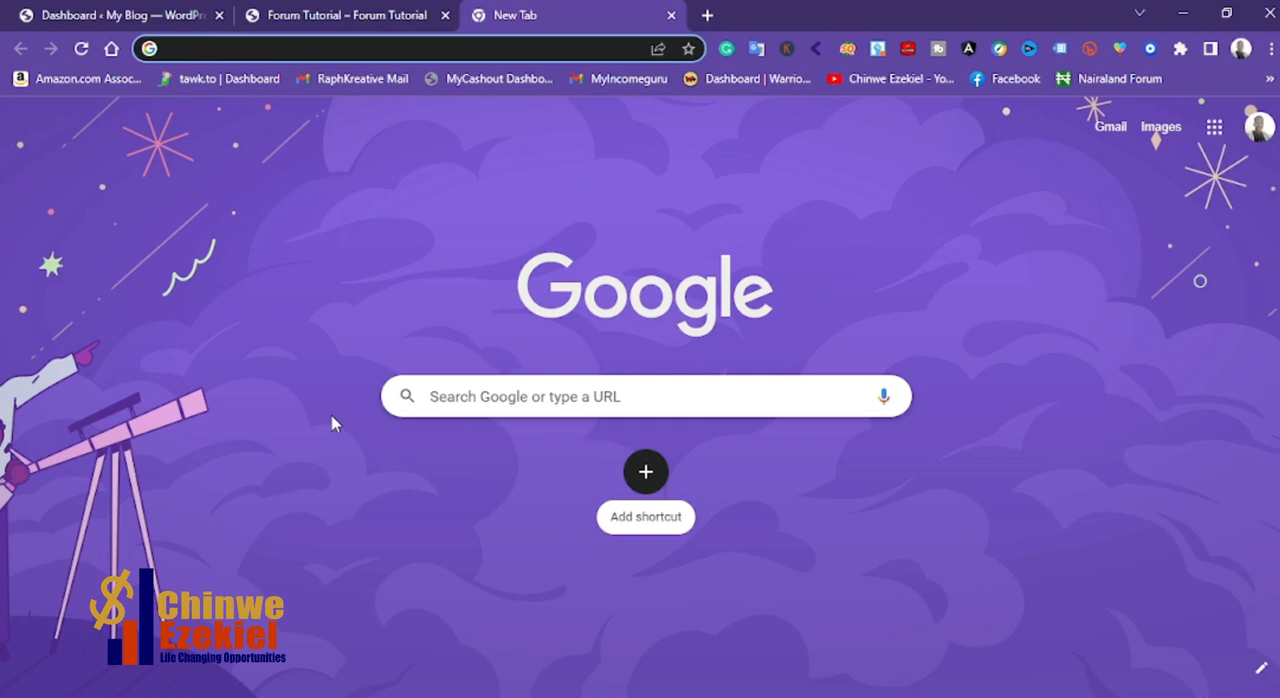 Dashboard ‹ My Blog — WordPr
Forum Tutorial – Forum Tutorial
New Tab
Amazon.com Assoc...
tawk.to | Dashboard
RaphKreative Mail
MyCashout Dashbo...
MyIncomeguru
Dashboard | Warrio...
Chinwe Ezekiel - Yo...
Facebook
Nairaland Forum
»
Gmail
Images
Google
Search Google or type a URL
Add shortcut
Chinwe
Ezekiel
Life Changing Opportunities